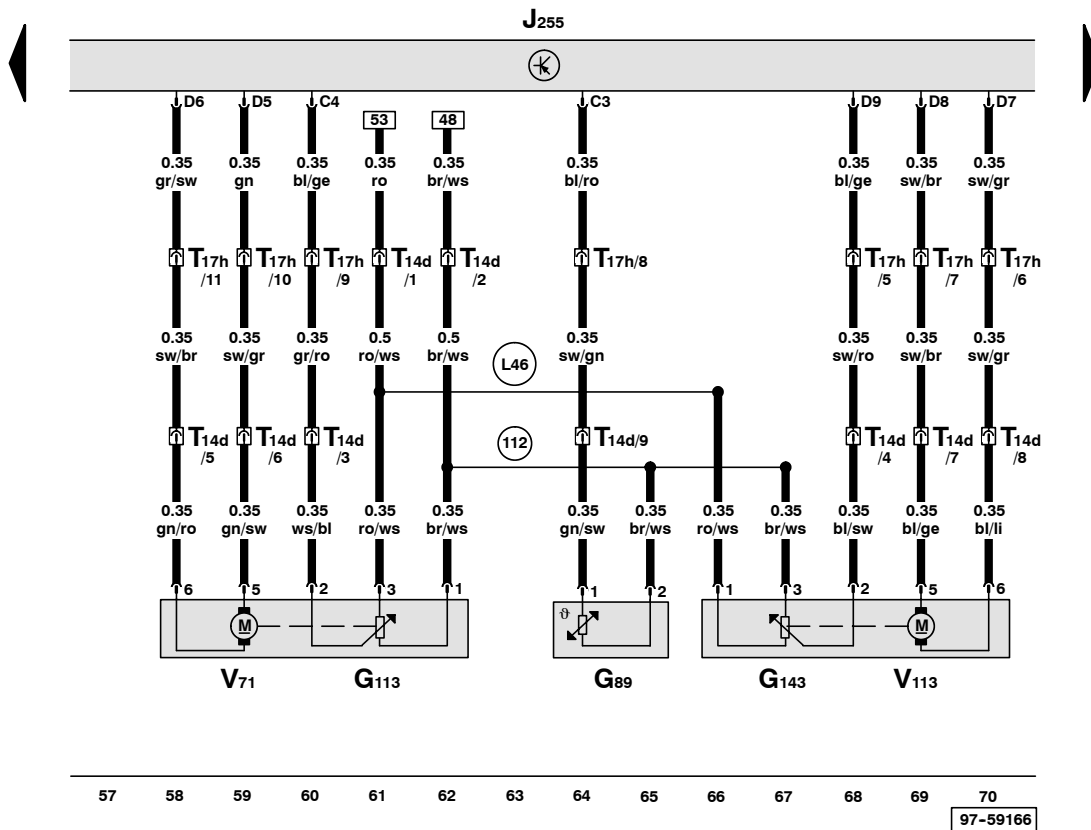 J255
D6 D5 C4 C3 D9 D8 D7
53 48
0.35 0.35 0.35 0.35 0.35 0.35 0.35 0.35 0.35
gr/sw gn bl/ge ro br/ws bl/ro bl/ge sw/br sw/gr
T17h T17h T17h T14d T14d T17h/8 T17h T17h T17h
/11 /10 /9 /1 /2 /5 /7 /6
0.35 0.35 0.35 0.5 0.5 0.35 0.35 0.35 0.35
sw/br sw/gr gr/ro ro/ws br/ws sw/gn sw/ro sw/br sw/gr
L46
T14d T14d T14d 112 T14d/9 T14d T14d T14d
/5 /6 /3 /4 /7 /8
0.35 0.35 0.35 0.35 0.35 0.35 0.35 0.35 0.35 0.35 0.35 0.35
gn/ro gn/sw ws/bl ro/ws br/ws gn/sw br/ws ro/ws br/ws bl/sw bl/ge bl/li
6 5 2 3 1 1 2 1 3 2 5 6
M ϑ M
V71 G113 G89 G143 V113
57 58 59 60 61 62 63 64 65 66 67 68 69 70
97-59166